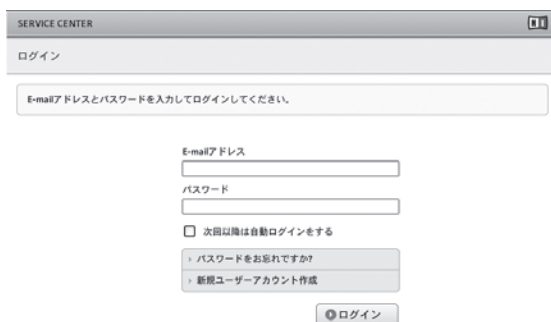 SERVICE CENTER
ログイン
E-mailアドレスとパスワードを入力してログインしてください。
E-mailアドレス
パスワード
次回以降は自動ログインをする
パスワードをお忘れですか?
新規ユーザーアカウント作成
ログイン